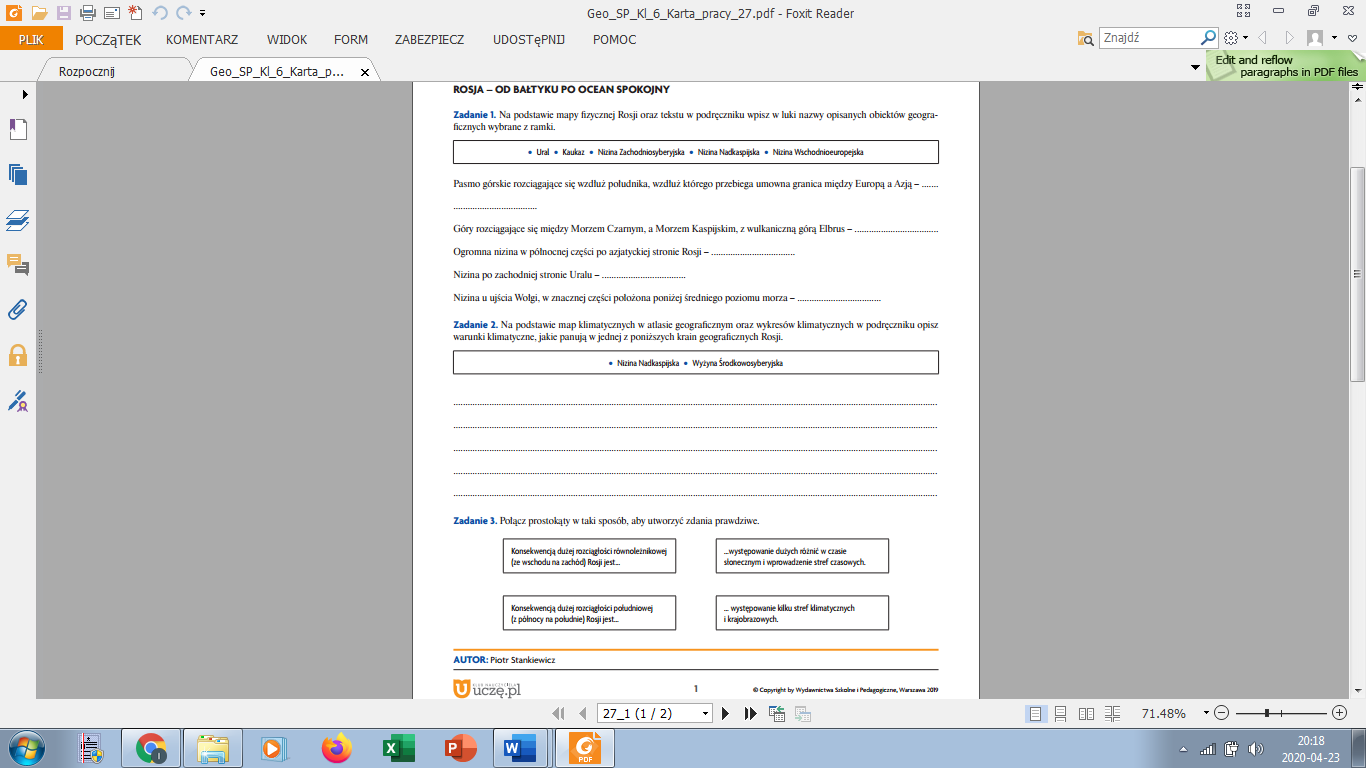 Geo_SP_Kl_6_Karta_pracy_27.pdf - Foxit Reader
PLIK POCZĄTEK KOMENTARZ WIDOK FORM ZABEZPIECZ UDOSTĘPNIJ POMOC Znajdź
Edit and reflow
paragraphs in PDF files
Rozpocznij Geo_SP_Kl_6_Karta_p...
ROSJA – OD BAŁTYKU PO OCEAN SPOKOJNY
Zadanie 1. Na podstawie mapy fizycznej Rosji oraz tekstu w podręczniku wpisz w luki nazwy opisanych obiektów geogra-
ficznych wybrane z ramki.
• Ural • Kaukaz • Nizina Zachodniosyberyjska • Nizina Nadkaspijska • Nizina Wschodnioeuropejska
Pasmo górskie rozciągające się wzdłuż południka, wzdłuż którego przebiega umowna granica między Europą a Azją – .......
...................................
Góry rozciągające się między Morzem Czarnym, a Morzem Kaspijskim, z wulkaniczną górą Elbrus – ...................................
Ogromna nizina w północnej części po azjatyckiej stronie Rosji – ...................................
Nizina po zachodniej stronie Uralu – ...................................
Nizina u ujścia Wołgi, w znacznej części położona poniżej średniego poziomu morza – ...................................
Zadanie 2. Na podstawie map klimatycznych w atlasie geograficznym oraz wykresów klimatycznych w podręczniku opisz
warunki klimatyczne, jakie panują w jednej z poniższych krain geograficznych Rosji.
• Nizina Nadkaspijska • Wyżyna Środkowosyberyjska
Zadanie 3. Połącz prostokąty w taki sposób, aby utworzyć zdania prawdziwe.
Konsekwencją dużej rozciągłości równoleżnikowej
(ze wschodu na zachód) Rosji jest...
...występowanie dużych różnić w czasie
słonecznym i wprowadzenie stref czasowych.
Konsekwencją dużej rozciągłości południowej
(z północy na południe) Rosji jest...
... występowanie kilku stref klimatycznych
i krajobrazowych.
AUTOR: Piotr Stankiewicz
KLUB NAUCZYCIELA
uczę.pl
1
© Copyright by Wydawnictwa Szkolne i Pedagogiczne, Warszawa 2019
27_1 (1 / 2) 71.48%
20:18
2020-04-23